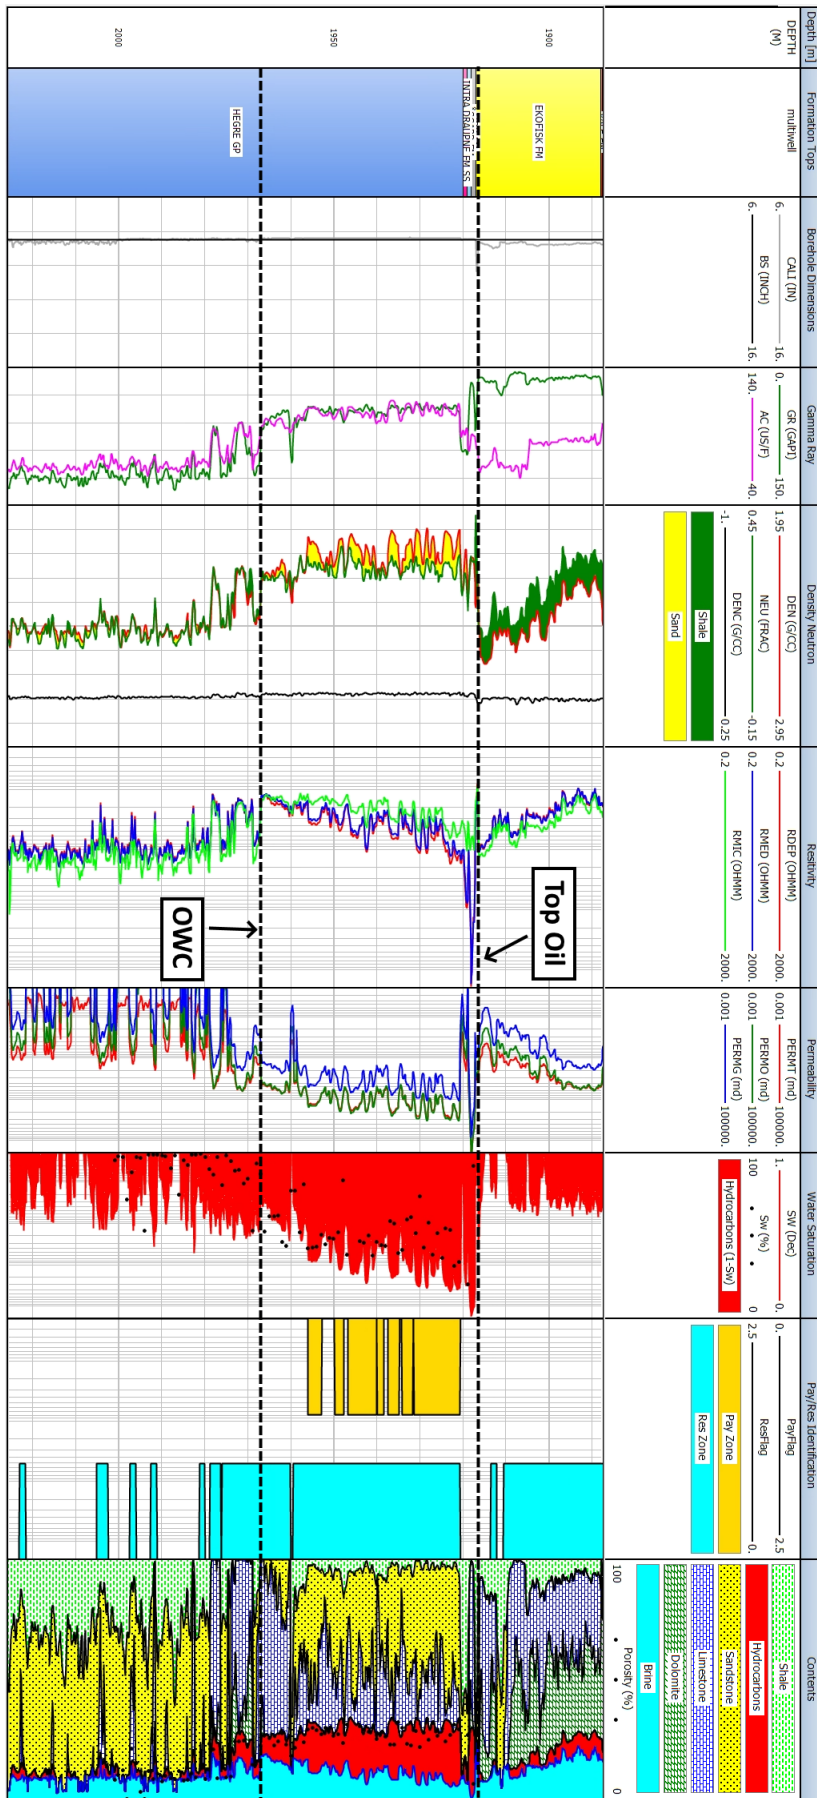 Depth [m]
DEPTH
(M)
1900
1950
2000
Formation Tops
multiwell
EKOFISK FM
INTRA DRAUPNE FM SS
HEGRE GP
Borehole Dimensions
6. CALI (IN) 16.
6. BS (INCH) 16.
Gamma Ray
0. GR (GAPI) 150.
140. AC (US/F) 40.
Density Neutron
1.95 DEN (G/CC) 2.95
0.45 NEU (FRAC) -0.15
-1. DENC (G/CC) 0.25
Shale
Sand
Resitivity
0.2 RDEP (OHMM) 2000.
0.2 RMED (OHMM) 2000.
0.2 RMIC (OHMM) 2000.
Top Oil
OWC
Permeability
0.001 PERMT (md) 100000.
0.001 PERMO (md) 100000.
0.001 PERMG (md) 100000.
Water Saturation
1. SW (Dec) 0.
100 Sw (%) 0
Hydrocarbons (1-Sw)
Pay/Res Identification
0. PayFlag 2.5
2.5 ResFlag 0.
Pay Zone
Res Zone
Contents
Shale
Hydrocarbons
Sandstone
Limestone
Dolomite
Brine
100 Porosity (%) 0